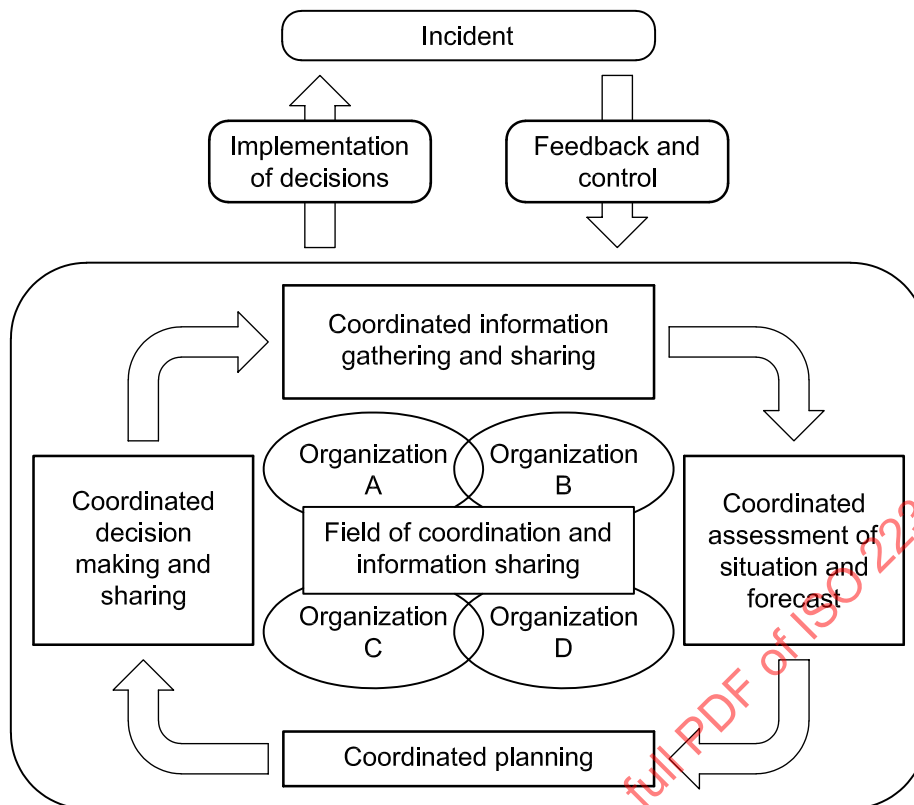 Incident
Implementation
of decisions
Feedback and
control
Coordinated information
gathering and sharing
Organization
A
Organization
B
Coordinated
decision
making and
sharing
Field of coordination and
information sharing
Coordinated
assessment of
situation and
forecast
Organization
C
Organization
D
Coordinated planning
full PDF of ISO 223